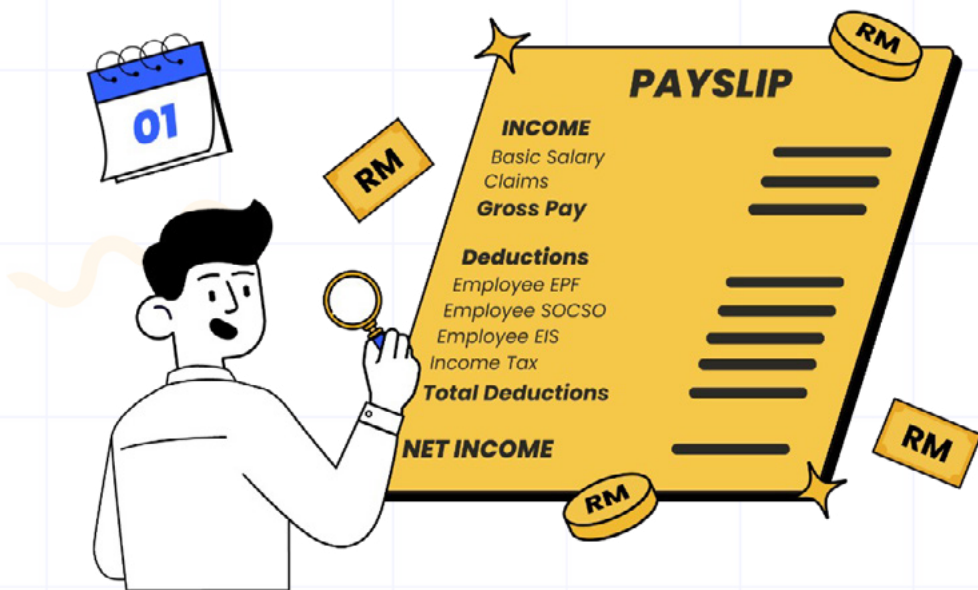 01
RM
RM
PAYSLIP
INCOME
Basic Salary
Claims
Gross Pay
Deductions
Employee EPF
Employee SOCSO
Employee EIS
Income Tax
Total Deductions
NET INCOME
RM
RM